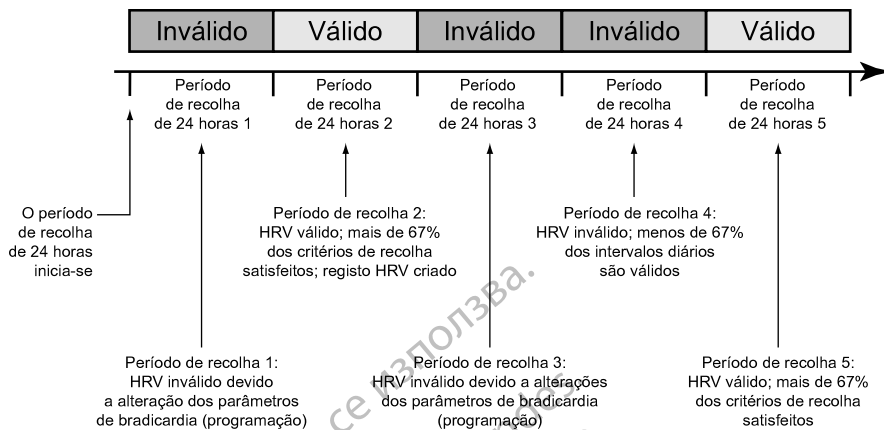 Inválido Válido Inválido Inválido Válido
Período
de recolha
de 24 horas 1
Período
de recolha
de 24 horas 2
Período
de recolha
de 24 horas 3
Período
de recolha
de 24 horas 4
Período
de recolha
de 24 horas 5
O período
de recolha
de 24 horas
inicia-se
Período de recolha 2:
HRV válido; mais de 67%
dos critérios de recolha
satisfeitos; registo HRV criado
Período de recolha 4:
HRV inválido; menos de 67%
dos intervalos diários
são válidos
Período de recolha 1:
HRV inválido devido
a alteração dos parâmetros
de bradicardia (programação)
Período de recolha 3:
HRV inválido devido a alterações
dos parâmetros de bradicardia
(programação)
Período de recolha 5:
HRV válido; mais de 67%
dos critérios de recolha
satisfeitos
се използва.